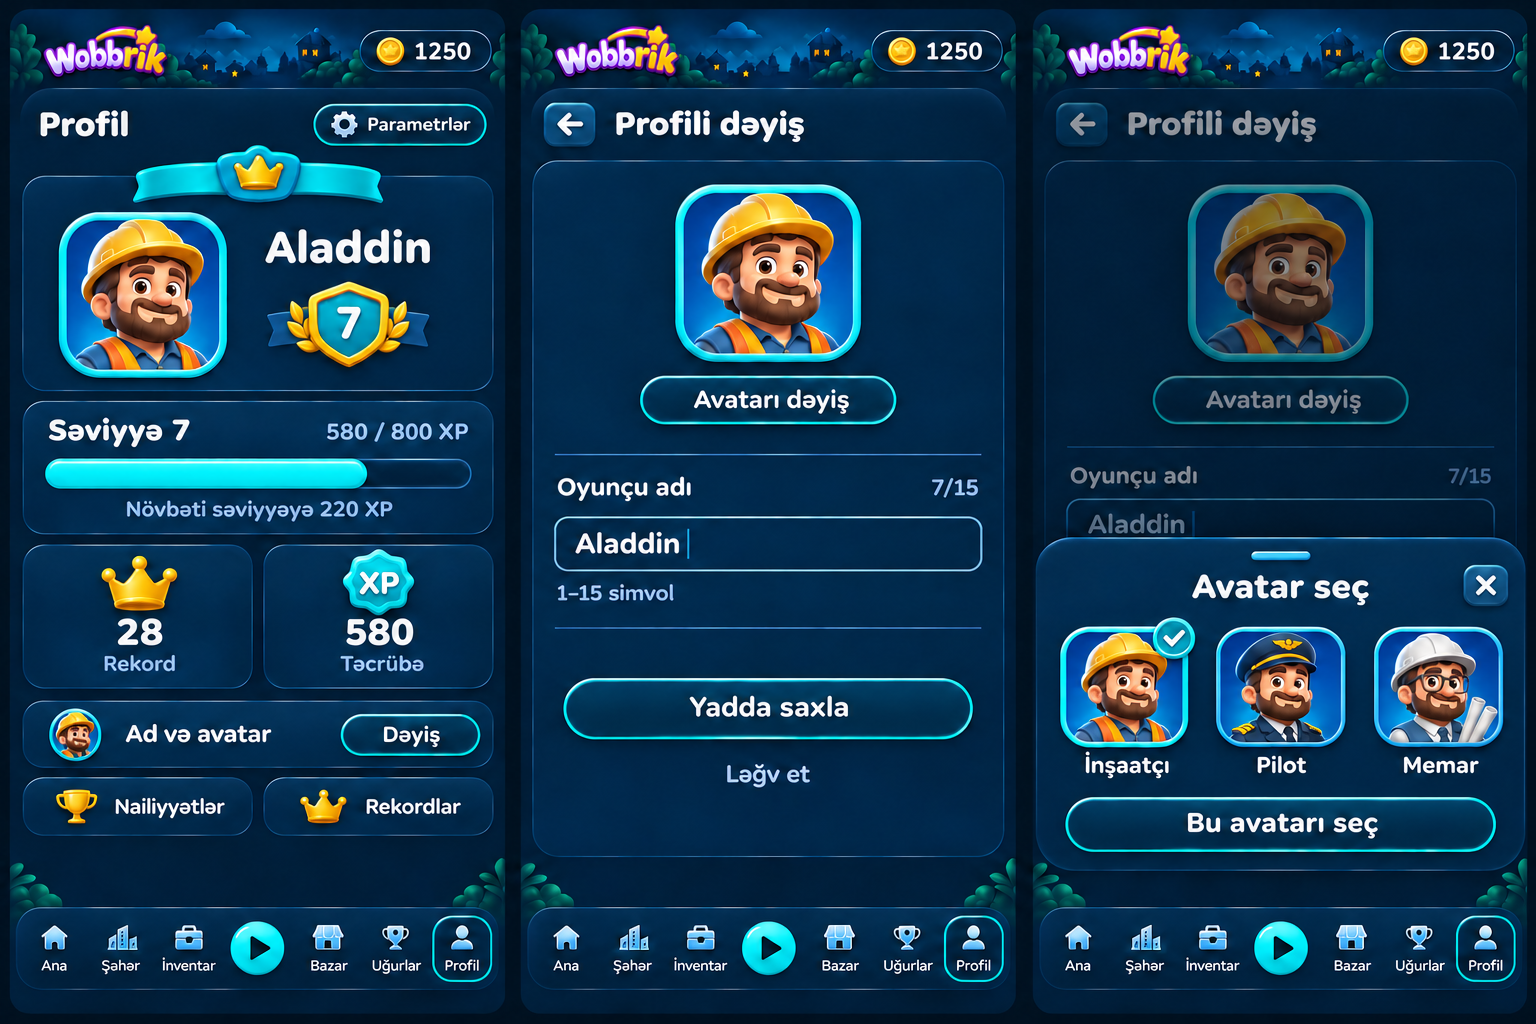 Wobbrik
1250
Profil
Parametrlər
Aladdin
7
Səviyyə 7
580 / 800 XP
Növbəti səviyyəyə 220 XP
28
Rekord
XP
580
Təcrübə
Ad və avatar
Dəyiş
Nailiyyətlər
Rekordlar
Ana
Şəhər
İnventar
Bazar
Uğurlar
Profil
Wobbrik
1250
Profili dəyiş
Avatarı dəyiş
Oyunçu adı
7/15
Aladdin
1–15 simvol
Yadda saxla
Ləğv et
Ana
Şəhər
İnventar
Bazar
Uğurlar
Profil
Wobbrik
1250
Profili dəyiş
Avatarı dəyiş
Oyunçu adı
7/15
Aladdin
Avatar seç
İnşaatçı
Pilot
Memar
Bu avatarı seç
Ana
Şəhər
İnventar
Bazar
Uğurlar
Profil